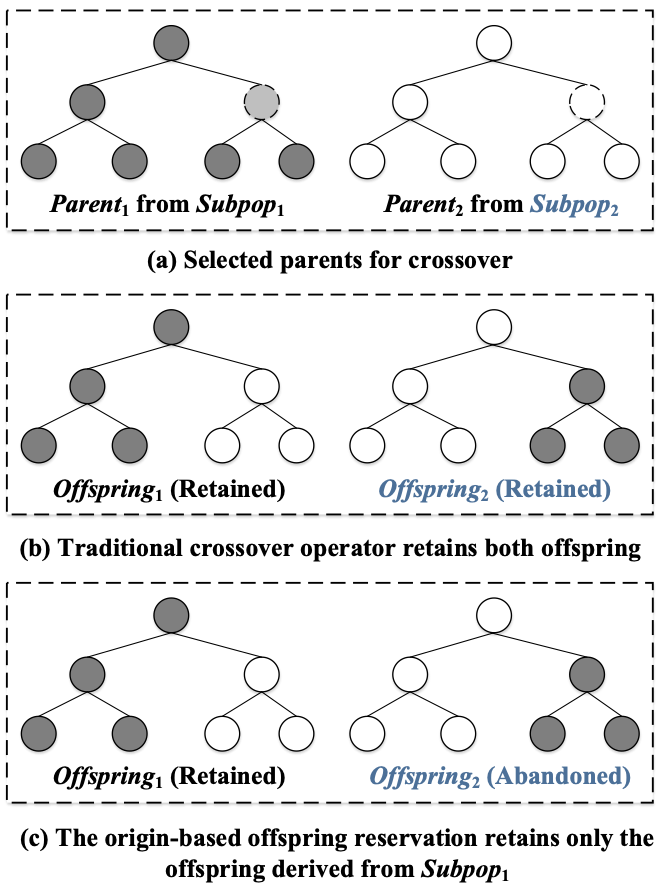 Parent₁ from Subpop₁
Parent₂ from Subpop₂
(a) Selected parents for crossover
Offspring₁ (Retained)
Offspring₂ (Retained)
(b) Traditional crossover operator retains both offspring
Offspring₁ (Retained)
Offspring₂ (Abandoned)
(c) The origin-based offspring reservation retains only the
offspring derived from Subpop₁